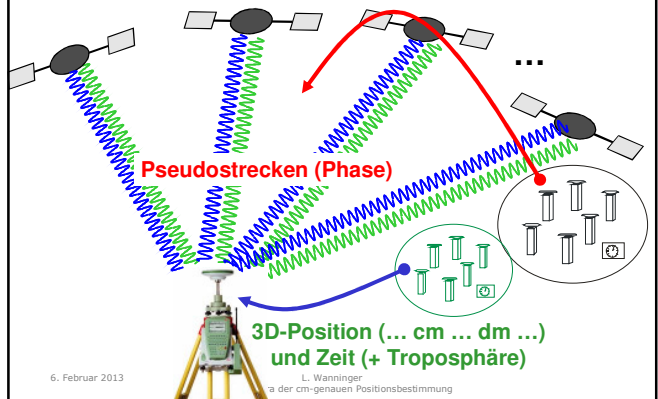 ...
Pseudostrecken (Phase)
3D-Position (... cm ... dm ...)
und Zeit (+ Troposphäre)
6. Februar 2013
L. Wanninger
der cm-genauen Positionsbestimmung